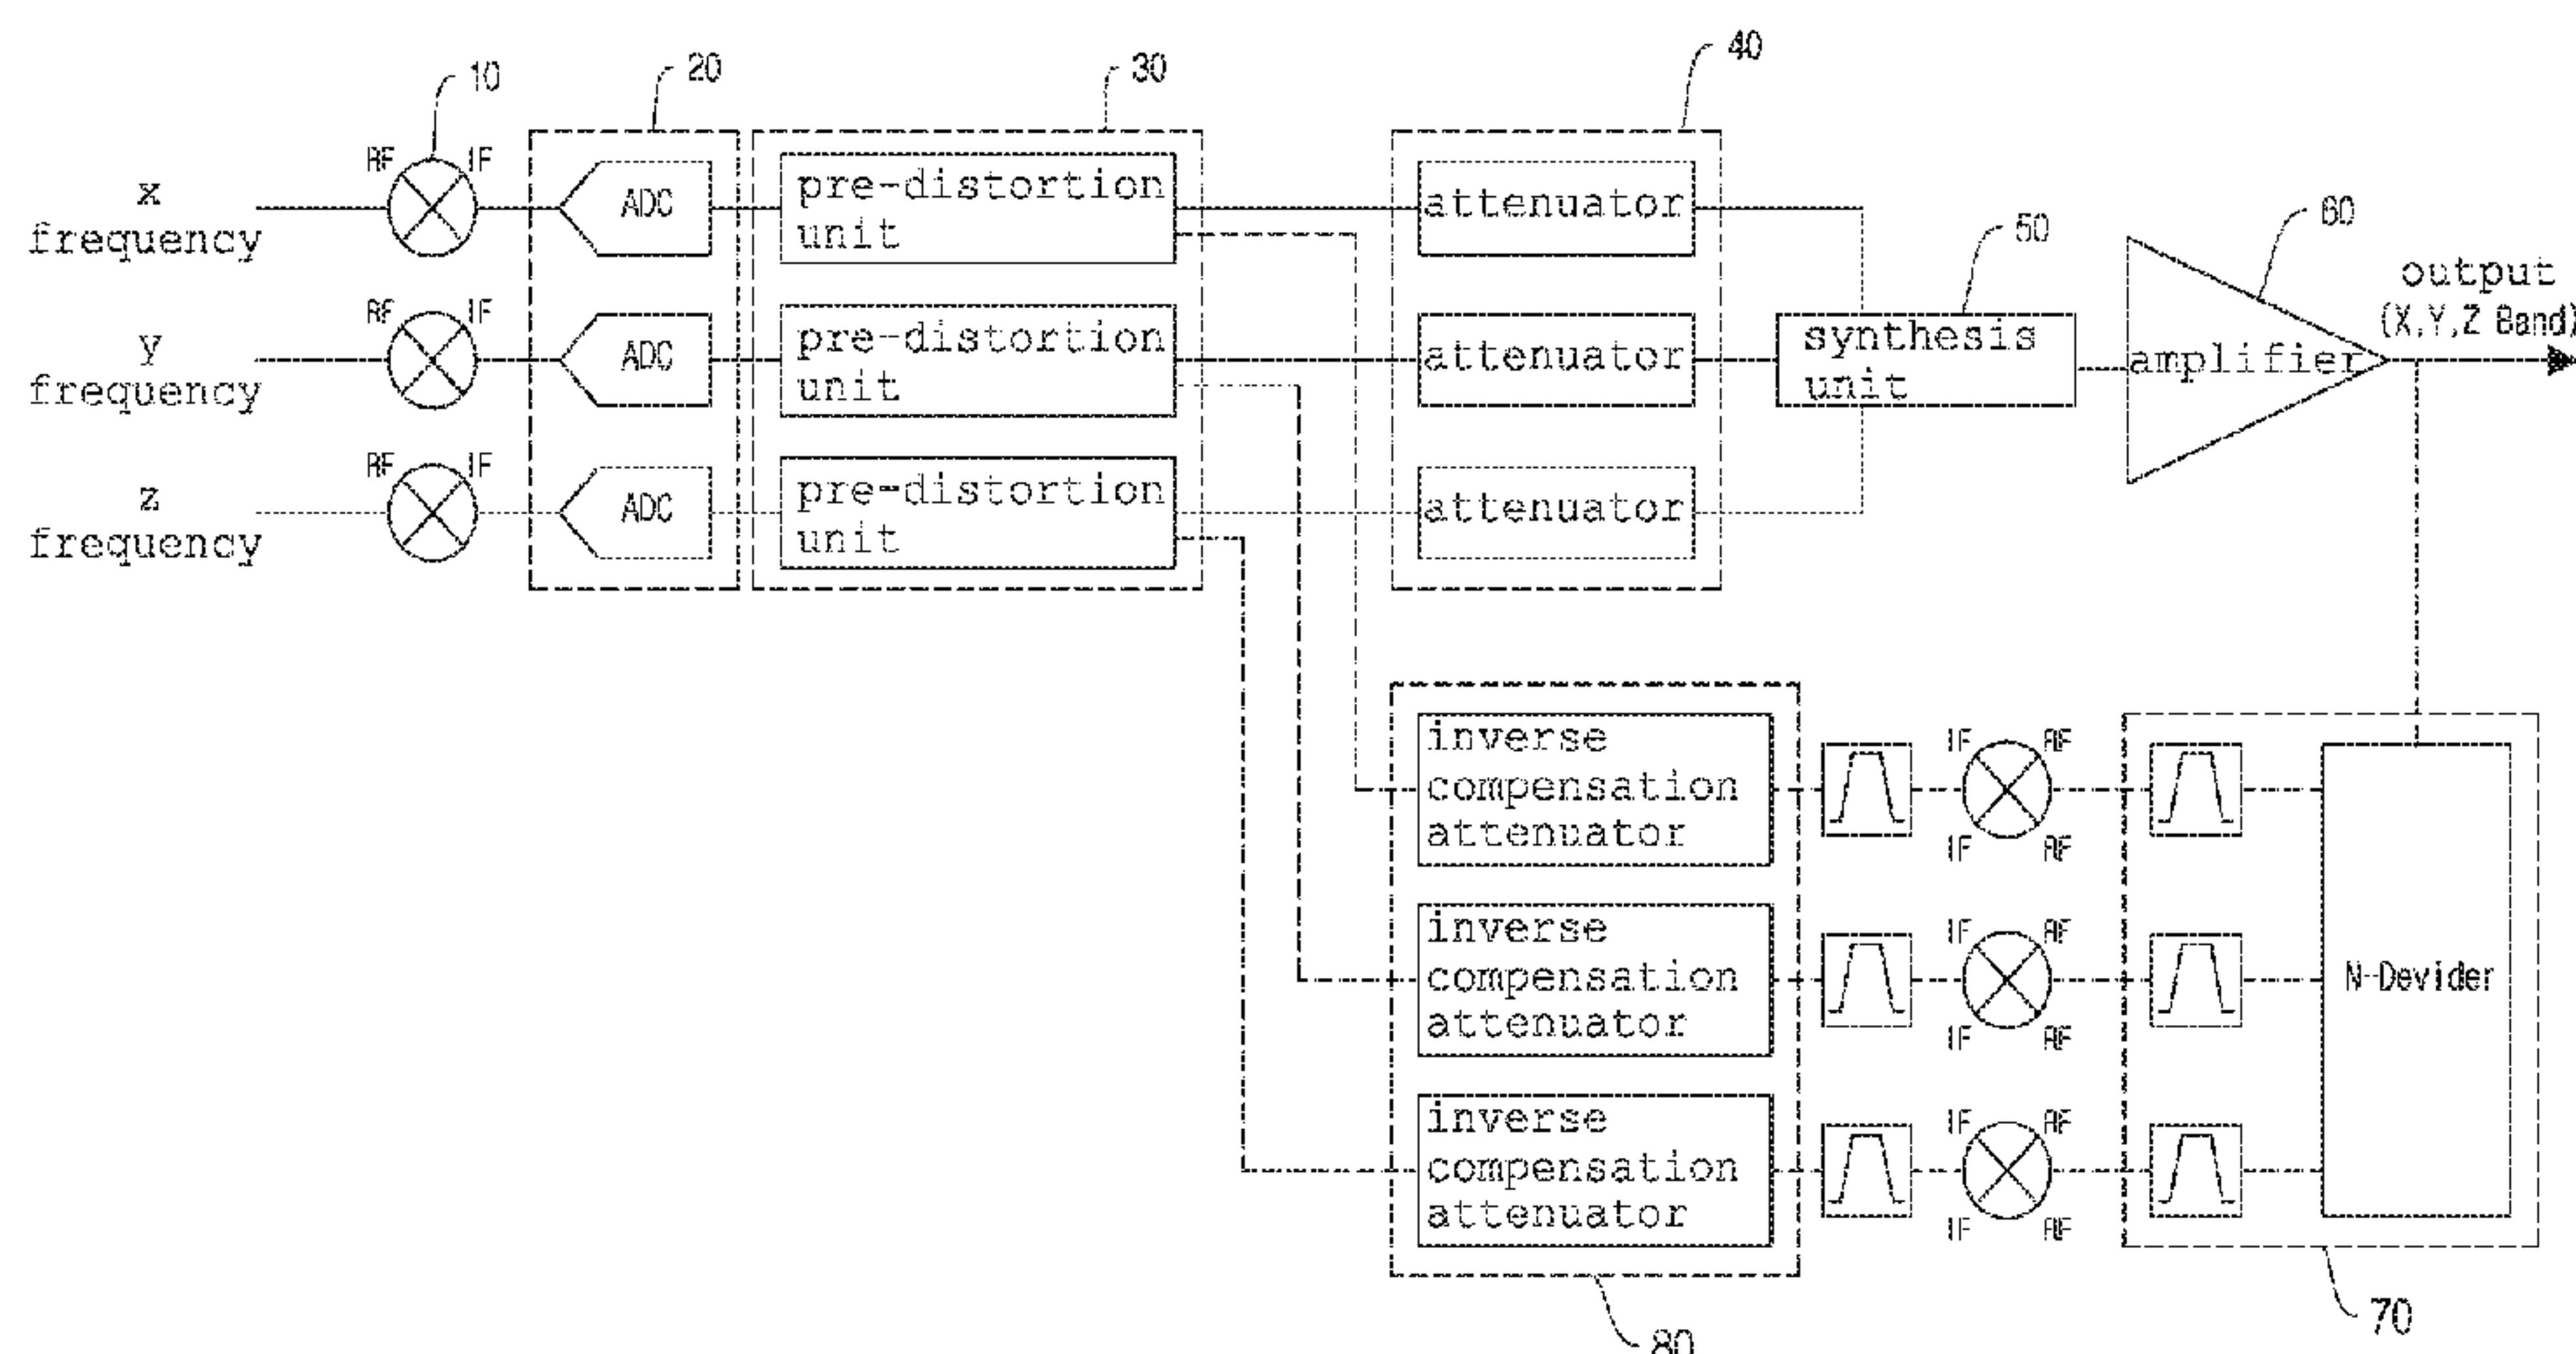 10
20
30
40
RF
IF
x
frequency
ADC
pre-distortion
unit
attenuator
50
60
output
(X,Y,Z Band)
RF
IF
y
frequency
ADC
pre-distortion
unit
attenuator
synthesis
unit
amplifier
RF
IF
z
frequency
ADC
pre-distortion
unit
attenuator
inverse
compensation
attenuator
IF
RF
IF
RF
inverse
compensation
attenuator
IF
RF
IF
RF
N-Devider
inverse
compensation
attenuator
IF
RF
IF
RF
80
70